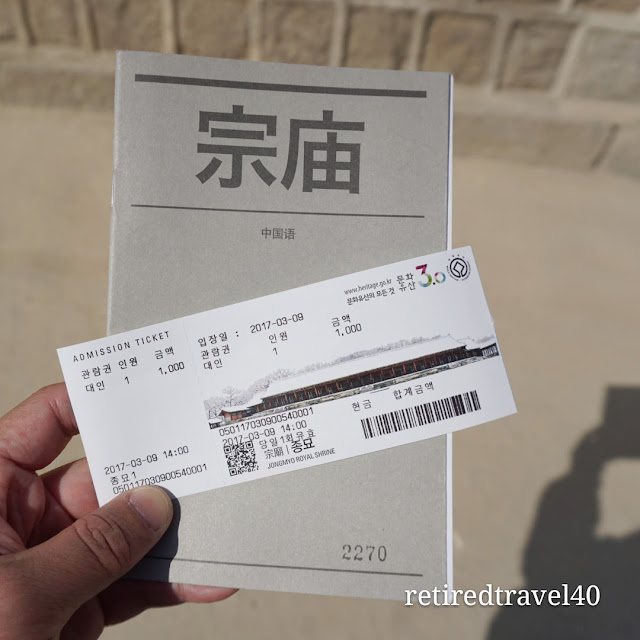 宗庙
中国语
www.heritage.go.kr
문화유산의 모든것
문화
유산 3.0
ADMISSION TICKET
관람권 인원 금액
대인 1 1.000
2017-03-09 14:00
종묘1
050117030900540001
입장일 : 2017-03-09
관람권 인원 금액
대인 1 1.000
050117030900540001
2017-03-09 14:00
당일1회유효
현금 합계금액
宗廟 | 종묘
JONGMYO ROYAL SHRINE
2270
retiredtravel40